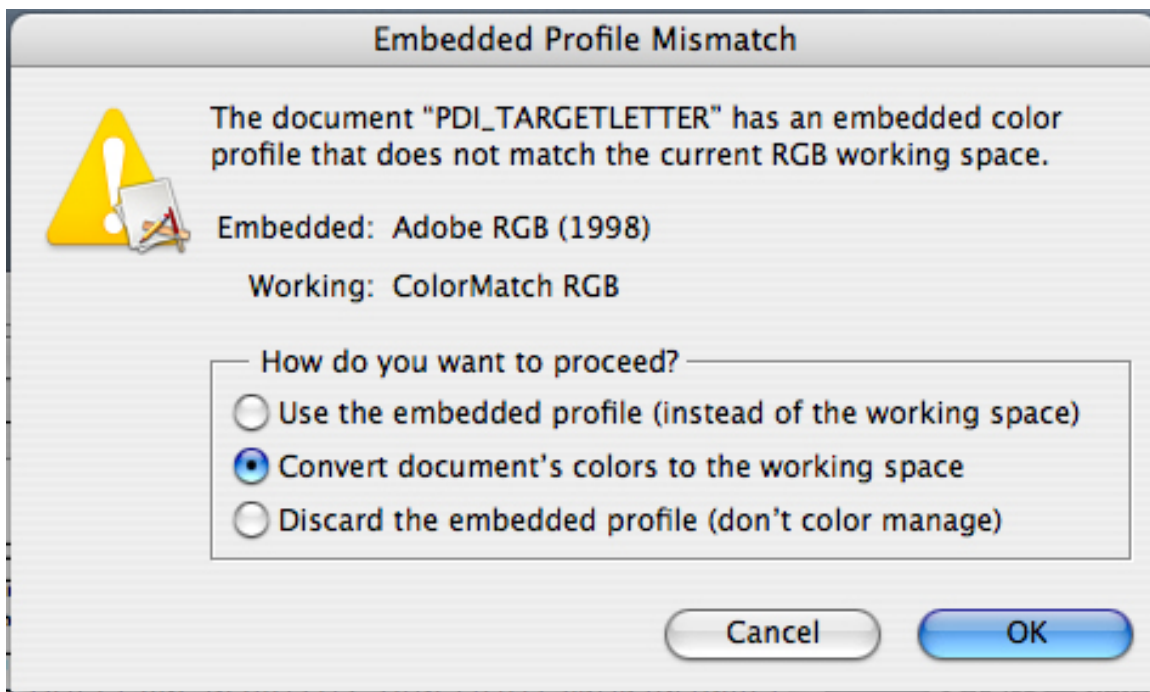 Embedded Profile Mismatch
The document “PDI_TARGETLETTER” has an embedded color
profile that does not match the current RGB working space.
Embedded: Adobe RGB (1998)
Working: ColorMatch RGB
How do you want to proceed?
Use the embedded profile (instead of the working space)
Convert document’s colors to the working space
Discard the embedded profile (don’t color manage)
Cancel OK